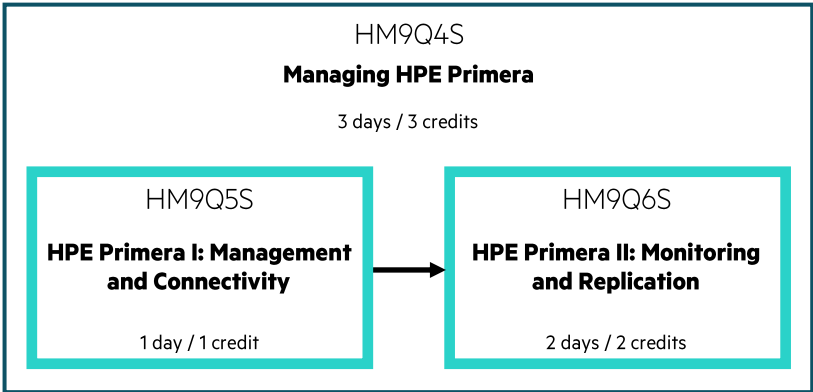 HM9Q4S
Managing HPE Primera
3 days / 3 credits
HM9Q5S
HPE Primera I: Management
and Connectivity
1 day / 1 credit
HM9Q6S
HPE Primera II: Monitoring
and Replication
2 days / 2 credits